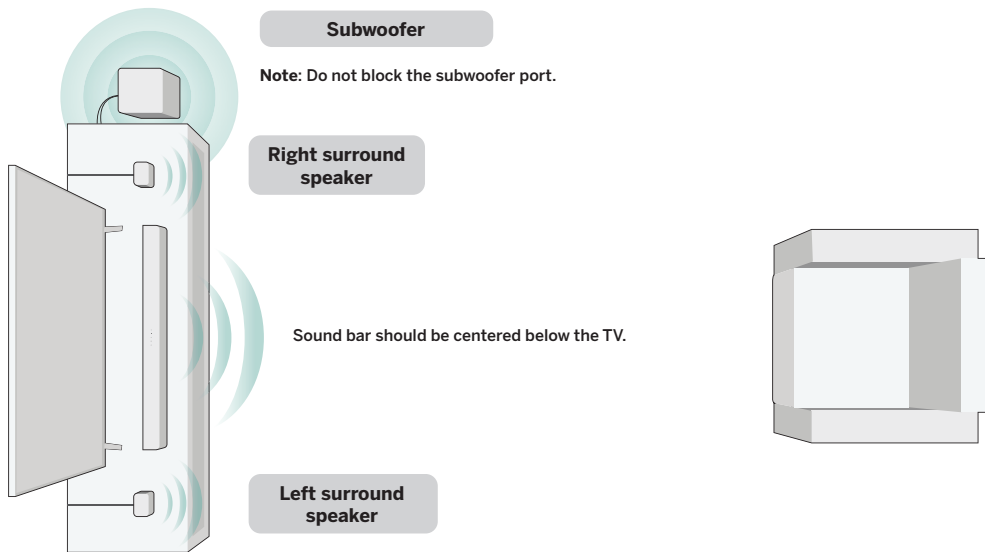 Subwoofer
Note: Do not block the subwoofer port.
Right surround
speaker
Sound bar should be centered below the TV.
Left surround
speaker